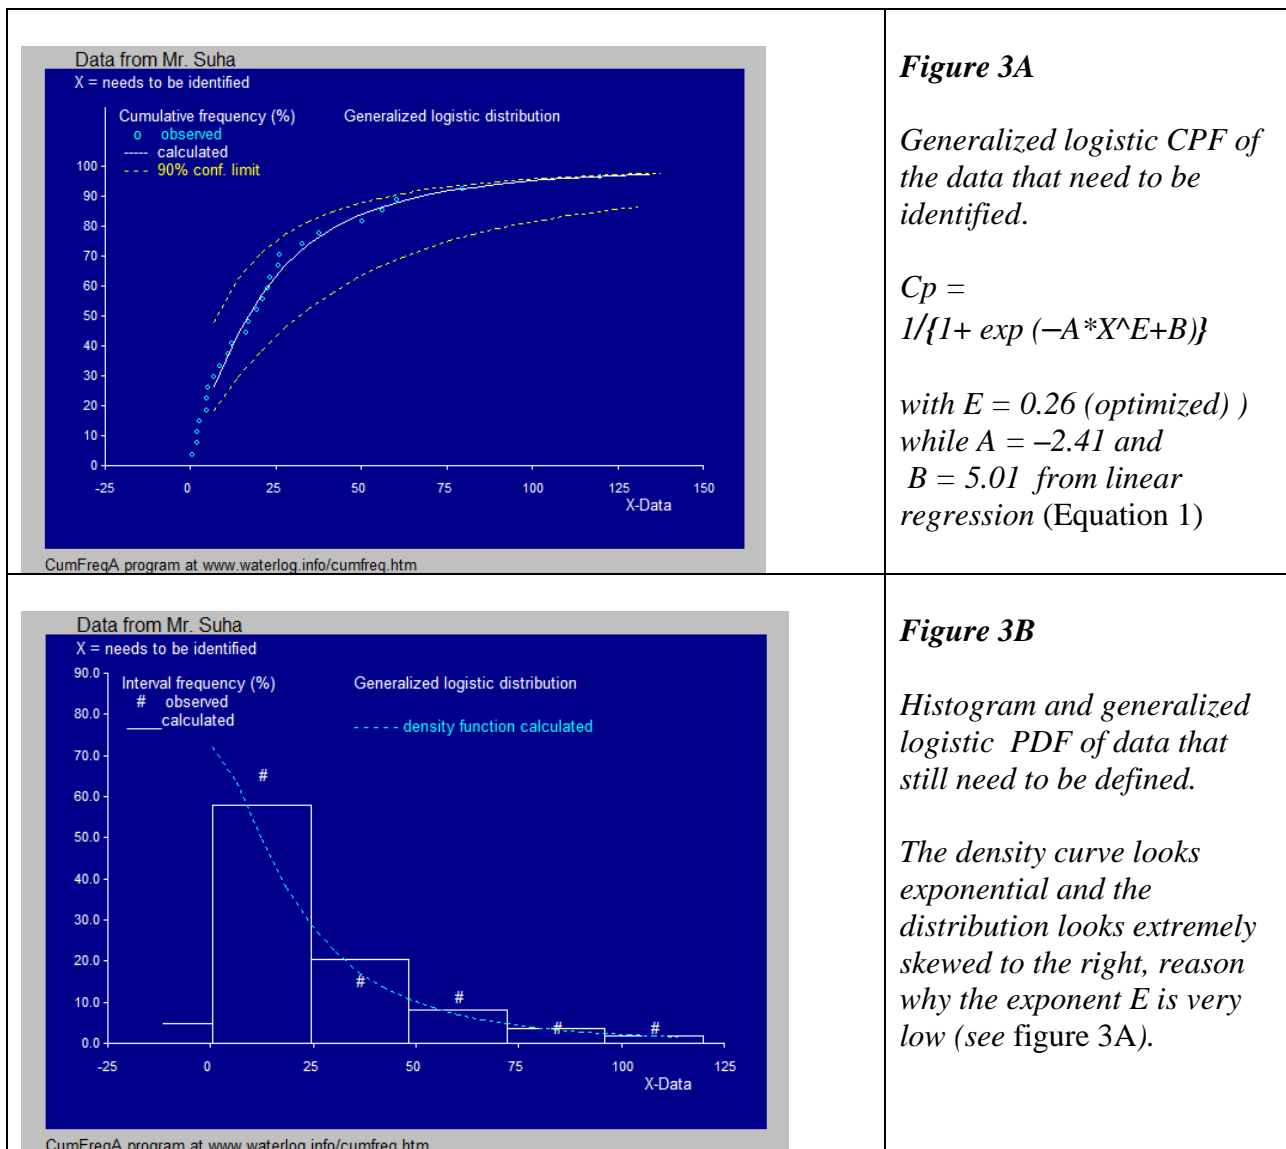 Data from Mr. Suha
X = needs to be identified
Cumulative frequency (%)
Generalized logistic distribution
o observed
----- calculated
- - - 90% conf. limit
100
90
80
70
60
50
40
30
20
10
0
-25 0 25 50 75 100 125 150
X-Data
CumFreqA program at www.waterlog.info/cumfreq.htm
Figure 3A
Generalized logistic CPF of
the data that need to be
identified.
Cp =
1/{1+ exp (–A*X^E+B)}
with E = 0.26 (optimized) )
while A = –2.41 and
B = 5.01 from linear
regression (Equation 1)
Data from Mr. Suha
X = needs to be identified
90.0
Interval frequency (%)
Generalized logistic distribution
# observed
____calculated
- - - - - density function calculated
80.0
70.0
60.0
50.0
40.0
30.0
20.0
10.0
0.0
# # # # #
-25 0 25 50 75 100 125
X-Data
CumFreqA program at www.waterlog.info/cumfreq.htm
Figure 3B
Histogram and generalized
logistic PDF of data that
still need to be defined.
The density curve looks
exponential and the
distribution looks extremely
skewed to the right, reason
why the exponent E is very
low (see figure 3A).